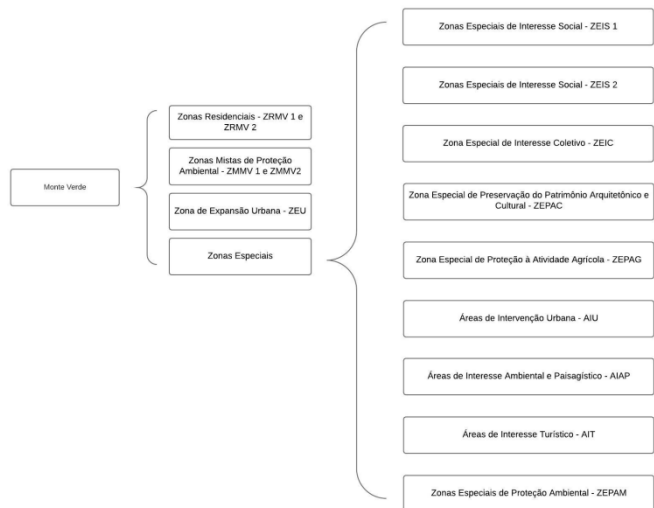 Monte Verde
Zonas Residenciais - ZRMV 1 e
ZRMV 2
Zonas Mistas de Proteção
Ambiental - ZMMV 1 e ZMMV2
Zona de Expansão Urbana - ZEU
Zonas Especiais
Zonas Especiais de Interesse Social - ZEIS 1
Zonas Especiais de Interesse Social - ZEIS 2
Zona Especial de Interesse Coletivo - ZEIC
Zona Especial de Preservação do Patrimônio Arquitetônico e
Cultural - ZEPAC
Zona Especial de Proteção à Atividade Agrícola - ZEPAG
Áreas de Intervenção Urbana - AIU
Áreas de Interesse Ambiental e Paisagístico - AIAP
Áreas de Interesse Turístico - AIT
Zonas Especiais de Proteção Ambiental - ZEPAM